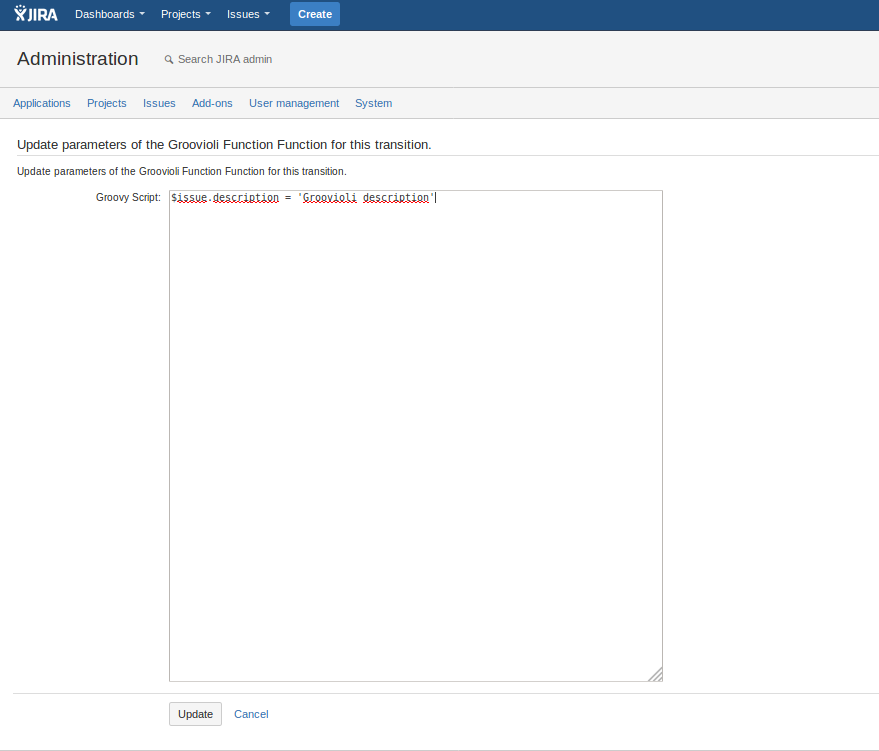 JIRA Dashboards Projects Issues Create
Administration Search JIRA admin
Applications Projects Issues Add-ons User management System
Update parameters of the Groovioli Function Function for this transition.
Update parameters of the Groovioli Function Function for this transition.
Groovy Script: $issue.description = 'Groovioli description'
Update Cancel